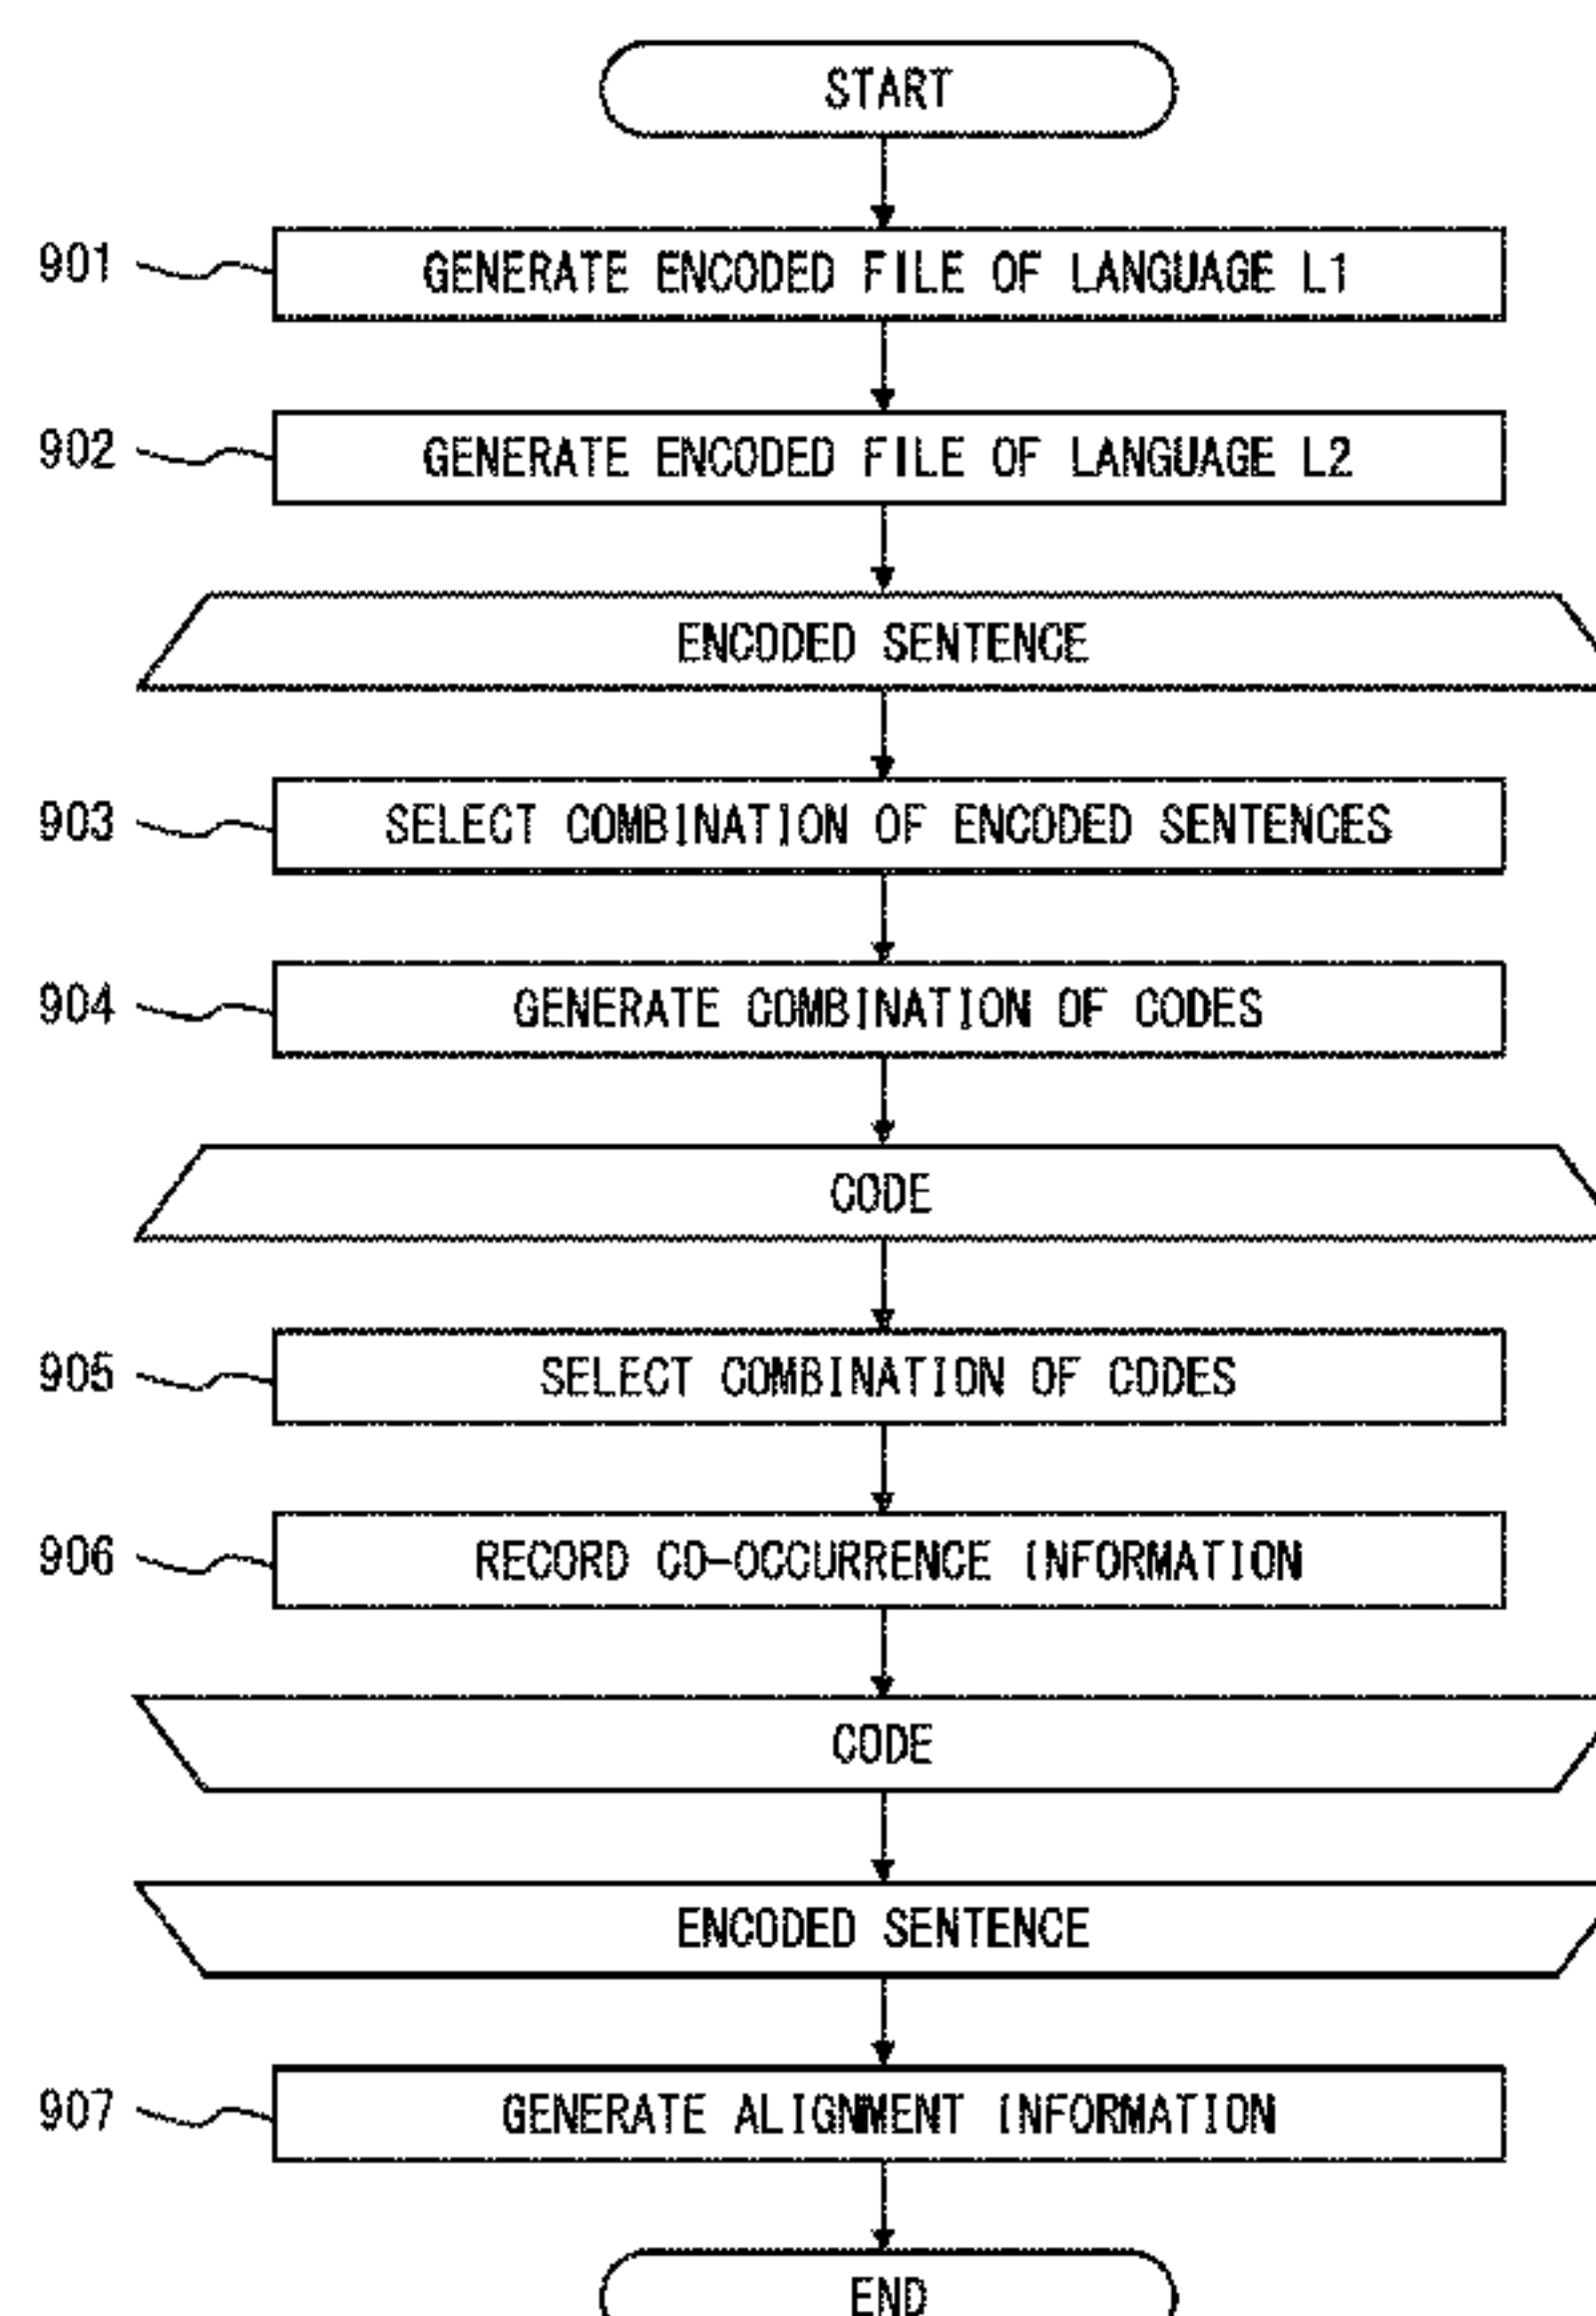 START
901 GENERATE ENCODED FILE OF LANGUAGE L1
902 GENERATE ENCODED FILE OF LANGUAGE L2
ENCODED SENTENCE
903 SELECT COMBINATION OF ENCODED SENTENCES
904 GENERATE COMBINATION OF CODES
CODE
905 SELECT COMBINATION OF CODES
906 RECORD CO-OCCURRENCE INFORMATION
CODE
ENCODED SENTENCE
907 GENERATE ALIGNMENT INFORMATION
END